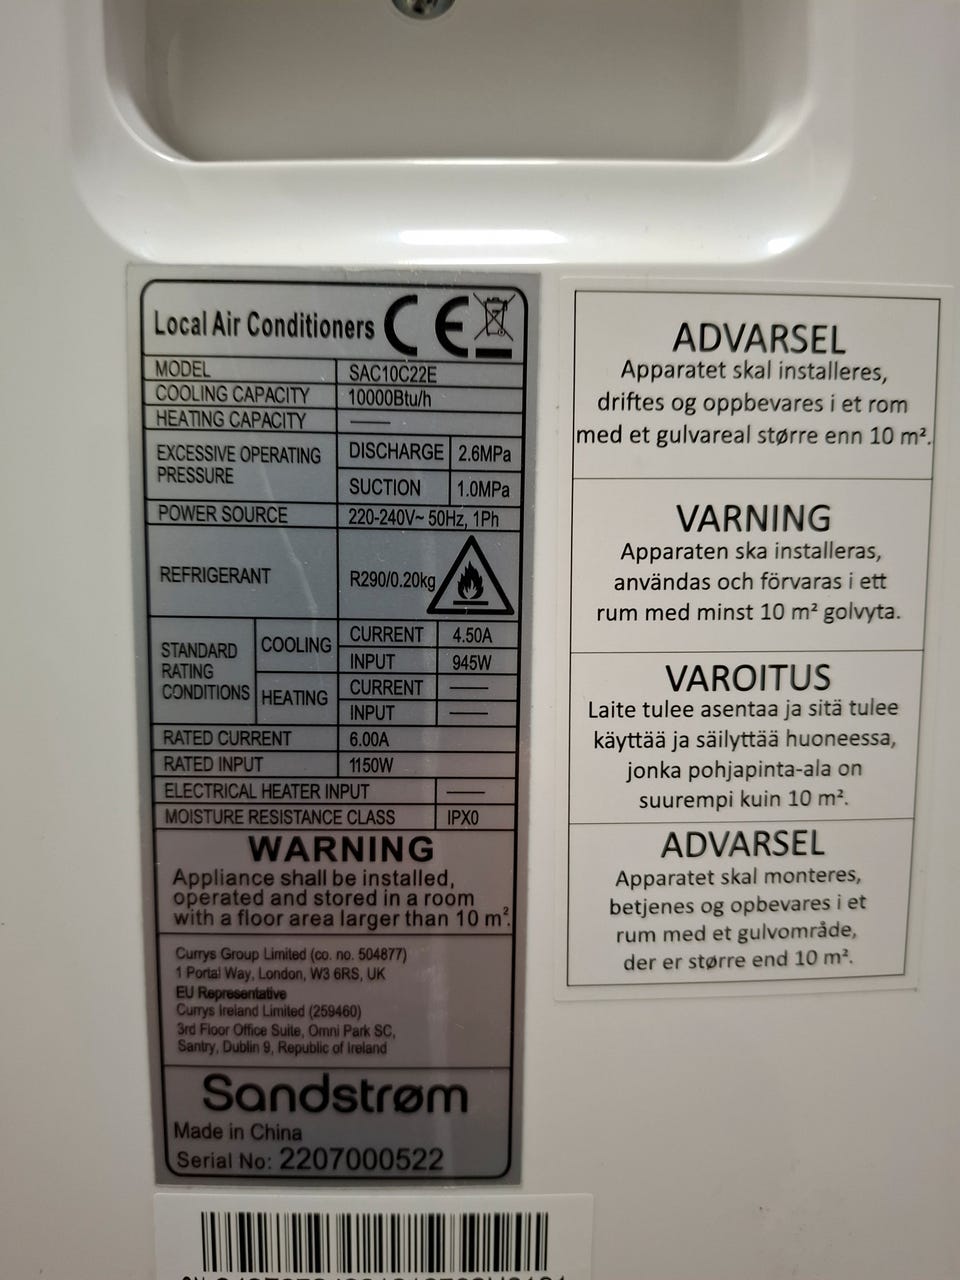 Local Air Conditioners CE
MODEL SAC10C22E
COOLING CAPACITY 10000Btu/h
HEATING CAPACITY —
EXCESSIVE OPERATING PRESSURE DISCHARGE 2.6MPa
SUCTION 1.0MPa
POWER SOURCE 220-240V~ 50Hz, 1Ph
REFRIGERANT R290/0.20kg
STANDARD RATING CONDITIONS COOLING CURRENT 4.50A
INPUT 945W
HEATING CURRENT —
INPUT —
RATED CURRENT 6.00A
RATED INPUT 1150W
ELECTRICAL HEATER INPUT —
MOISTURE RESISTANCE CLASS IPX0
WARNING
Appliance shall be installed,
operated and stored in a room
with a floor area larger than 10 m².
Currys Group Limited (co. no. 504877)
1 Portal Way, London, W3 6RS, UK
EU Representative
Currys Ireland Limited (259460)
3rd Floor Office Suite, Omni Park SC,
Santry, Dublin 9, Republic of Ireland
Sandstrøm
Made in China
Serial No: 2207000522
ADVARSEL
Apparatet skal installeres,
driftes og oppbevares i et rom
med et gulvareal større enn 10 m².
VARNING
Apparaten ska installeras,
användas och förvaras i ett
rum med minst 10 m² golvyta.
VAROITUS
Laite tulee asentaa ja sitä tulee
käyttää ja säilyttää huoneessa,
jonka pohjapinta-ala on
suurempi kuin 10 m².
ADVARSEL
Apparatet skal monteres,
betjenes og opbevares i et
rum med et gulvområde,
der er større end 10 m².